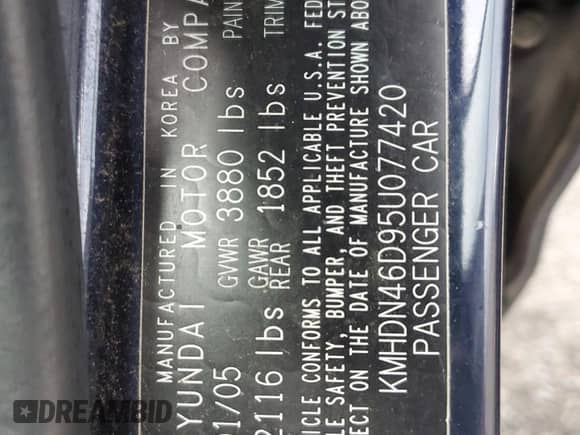 MANUFACTURED IN KOREA BY
YUNDAI MOTOR COMPA
01/05 GVWR 3880 lbs PAIN
2116 lbs GAWR REAR 1852 lbs TRIM
ICLE CONFORMS TO ALL APPLICABLE U.S.A. FED
LE SAFETY, BUMPER, AND THEFT PREVENTION ST
ECT ON THE DATE OF MANUFACTURE SHOWN ABO
KMHDN46D95U077420
PASSENGER CAR
DREAMBID